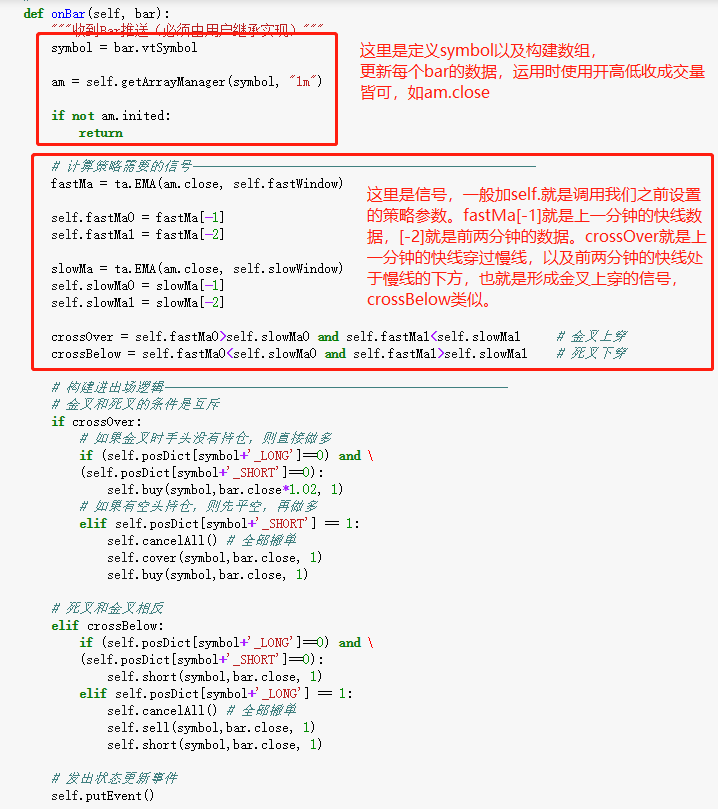 def onBar(self, bar):
"""收到Bar推送（必须由用户继承实现）"""
symbol = bar.vtSymbol
am = self.getArrayManager(symbol, "1m")
if not am.inited:
return
这里是定义symbol以及构建数组，
更新每个bar的数据，运用时使用开高低收成交量
皆可，如am.close
# 计算策略需要的信号-------------------------------------------------
fastMa = ta.EMA(am.close, self.fastWindow)
self.fastMa0 = fastMa[-1]
self.fastMa1 = fastMa[-2]
slowMa = ta.EMA(am.close, self.slowWindow)
self.slowMa0 = slowMa[-1]
self.slowMa1 = slowMa[-2]
这里是信号，一般加self.就是调用我们之前设置
的策略参数。fastMa[-1]就是上一分钟的快线数
据，[-2]就是前两分钟的数据。crossOver就是上
一分钟的快线穿过慢线，以及前两分钟的快线处
于慢线的下方，也就是形成金叉上穿的信号，
crossBelow类似。
crossOver = self.fastMa0>self.slowMa0 and self.fastMa1<self.slowMa1 # 金叉上穿
crossBelow = self.fastMa0<self.slowMa0 and self.fastMa1>self.slowMa1 # 死叉下穿
# 构建进出场逻辑-------------------------------------------------
# 金叉和死叉的条件是互斥
if crossOver:
# 如果金叉时手头没有持仓，则直接做多
if (self.posDict[symbol+'_LONG']==0) and \
(self.posDict[symbol+'_SHORT']==0):
self.buy(symbol,bar.close*1.02, 1)
# 如果有空头持仓，则先平空，再做多
elif self.posDict[symbol+'_SHORT'] == 1:
self.cancelAll() # 全部撤单
self.cover(symbol,bar.close, 1)
self.buy(symbol,bar.close, 1)
# 死叉和金叉相反
elif crossBelow:
if (self.posDict[symbol+'_LONG']==0) and \
(self.posDict[symbol+'_SHORT']==0):
self.short(symbol,bar.close, 1)
elif self.posDict[symbol+'_LONG'] == 1:
self.cancelAll() # 全部撤单
self.sell(symbol,bar.close, 1)
self.short(symbol,bar.close, 1)
# 发出状态更新事件
self.putEvent()